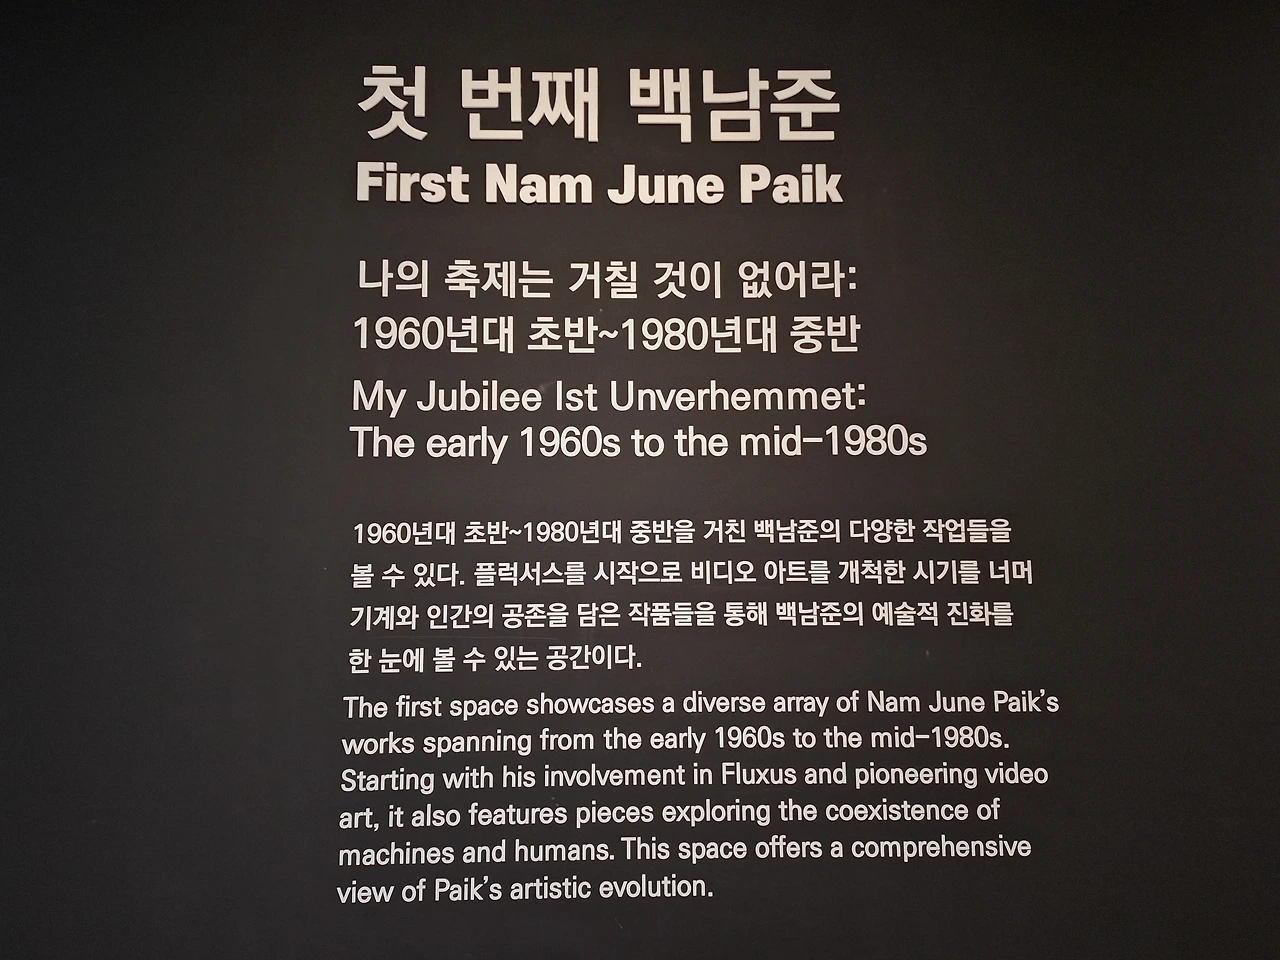 첫 번째 백남준
First Nam June Paik
나의 축제는 거칠 것이 없어라:
1960년대 초반~1980년대 중반
My Jubilee Ist Unverhemmet:
The early 1960s to the mid-1980s
1960년대 초반~1980년대 중반을 거친 백남준의 다양한 작업들을
볼 수 있다. 플럭서스를 시작으로 비디오 아트를 개척한 시기를 너머
기계와 인간의 공존을 담은 작품들을 통해 백남준의 예술적 진화를
한 눈에 볼 수 있는 공간이다.
The first space showcases a diverse array of Nam June Paik's
works spanning from the early 1960s to the mid-1980s.
Starting with his involvement in Fluxus and pioneering video
art, it also features pieces exploring the coexistence of
machines and humans. This space offers a comprehensive
view of Paik's artistic evolution.